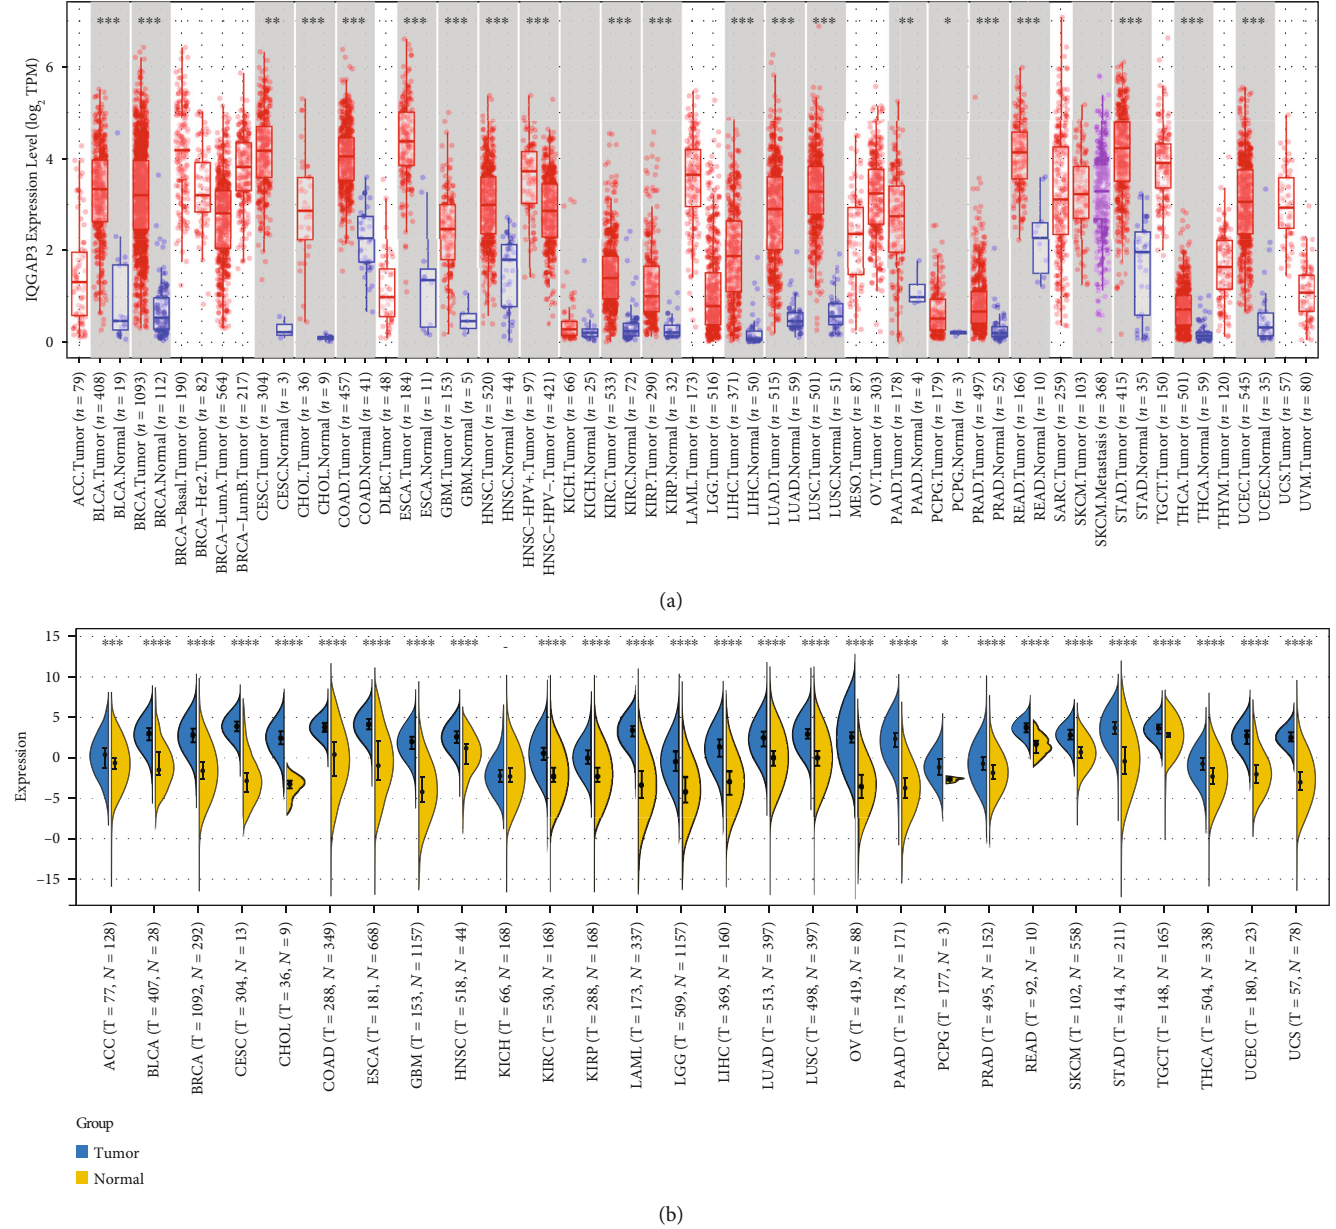 *** *** ** *** *** *** *** *** *** *** *** *** *** *** *** ** * *** *** *** *** ***
IQGAP3 Expression Level (log2 TPM)
6
4
2
0
ACC.Tumor (n = 79)
BLCA.Tumor (n = 408)
BLCA.Normal (n = 19)
BRCA.Tumor (n = 1093)
BRCA.Normal (n = 112)
BRCA−Basal.Tumor (n = 190)
BRCA−Her2.Tumor (n = 82)
BRCA−LumA.Tumor (n = 564)
BRCA−LumB.Tumor (n = 217)
CESC.Tumor (n = 304)
CESC.Normal (n = 3)
CHOL.Tumor (n = 36)
CHOL.Normal (n = 9)
COAD.Tumor (n = 457)
COAD.Normal (n = 41)
DLBC.Tumor (n = 48)
ESCA.Tumor (n = 184)
ESCA.Normal (n = 11)
GBM.Tumor (n = 153)
GBM.Normal (n = 5)
HNSC.Tumor (n = 520)
HNSC.Normal (n = 44)
HNSC−HPV+.Tumor (n = 97)
HNSC−HPV−.Tumor (n = 421)
KICH.Tumor (n = 66)
KICH.Normal (n = 25)
KIRC.Tumor (n = 533)
KIRC.Normal (n = 72)
KIRP.Tumor (n = 290)
KIRP.Normal (n = 32)
LAML.Tumor (n = 173)
LGG.Tumor (n = 516)
LIHC.Tumor (n = 371)
LIHC.Normal (n = 50)
LUAD.Tumor (n = 515)
LUAD.Normal (n = 59)
LUSC.Tumor (n = 501)
LUSC.Normal (n = 51)
MESO.Tumor (n = 87)
OV.Tumor (n = 303)
PAAD.Tumor (n = 178)
PAAD.Normal (n = 4)
PCPG.Tumor (n = 179)
PCPG.Normal (n = 3)
PRAD.Tumor (n = 497)
PRAD.Normal (n = 52)
READ.Tumor (n = 166)
READ.Normal (n = 10)
SARC.Tumor (n = 259)
SKCM.Tumor (n = 103)
SKCM.Metastasis (n = 368)
STAD.Tumor (n = 415)
STAD.Normal (n = 35)
TGCT.Tumor (n = 150)
THCA.Tumor (n = 501)
THCA.Normal (n = 59)
THYM.Tumor (n = 120)
UCEC.Tumor (n = 545)
UCEC.Normal (n = 35)
UCS.Tumor (n = 57)
UVM.Tumor (n = 80)
(a)
*** **** **** **** **** **** **** **** **** - **** **** **** **** **** **** **** **** **** * **** **** **** **** **** **** **** ****
Expression
15
10
5
0
−5
−0
−15
ACC (T = 77, N = 128)
BLCA (T = 407, N = 28)
BRCA (T = 1092, N = 292)
CESC (T = 304, N = 13)
CHOL (T = 36, N = 9)
COAD (T = 288, N = 349)
ESCA (T = 181, N = 668)
GBM (T = 153, N = 1157)
HNSC (T = 518, N = 44)
KICH (T = 66, N = 168)
KIRC (T = 530, N = 168)
KIRP (T = 288, N = 168)
LAML (T = 173, N = 337)
LGG (T = 509, N = 1157)
LIHC (T = 369, N = 160)
LUAD (T = 513, N = 397)
LUSC (T = 498, N = 397)
OV (T = 419, N = 88)
PAAD (T = 178, N = 171)
PCPG (T = 177, N = 3)
PRAD (T = 495, N = 152)
READ (T = 92, N = 10)
SKCM (T = 102, N = 558)
STAD (T = 414, N = 211)
TGCT (T = 148, N = 165)
THCA (T = 504, N = 338)
UCEC (T = 180, N = 23)
UCS (T = 57, N = 78)
Group
Tumor
Normal
(b)